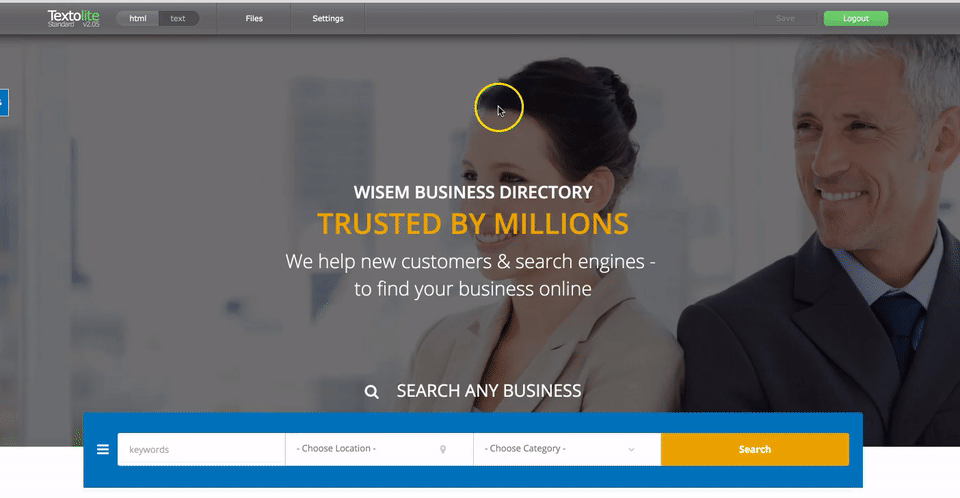 Textolite
Standard v2.05
html text
Files
Settings
Save
Logout
WISEM BUSINESS DIRECTORY
TRUSTED BY MILLIONS
We help new customers & search engines -
to find your business online
SEARCH ANY BUSINESS
keywords
- Choose Location -
- Choose Category -
Search